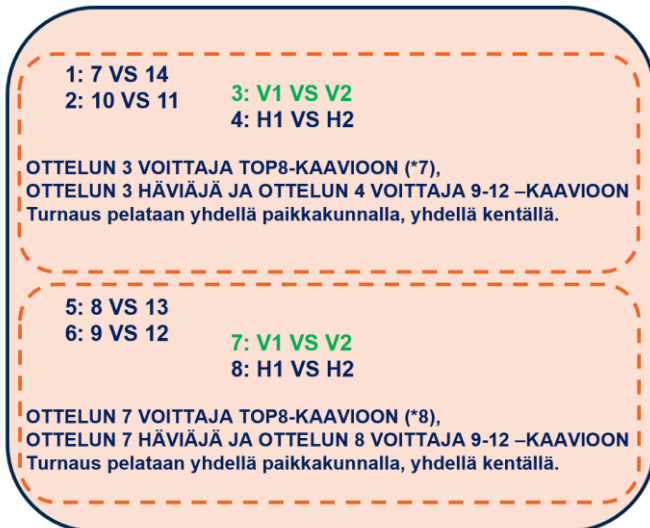 1: 7 VS 14
2: 10 VS 11
3: V1 VS V2
4: H1 VS H2
OTTELUN 3 VOITTAJA TOP8-KAAVIOON (*7),
OTTELUN 3 HÄVIÄJÄ JA OTTELUN 4 VOITTAJA 9-12 –KAAVIOON
Turnaus pelataan yhdellä paikkakunnalla, yhdellä kentällä.
5: 8 VS 13
6: 9 VS 12
7: V1 VS V2
8: H1 VS H2
OTTELUN 7 VOITTAJA TOP8-KAAVIOON (*8),
OTTELUN 7 HÄVIÄJÄ JA OTTELUN 8 VOITTAJA 9-12 –KAAVIOON
Turnaus pelataan yhdellä paikkakunnalla, yhdellä kentällä.